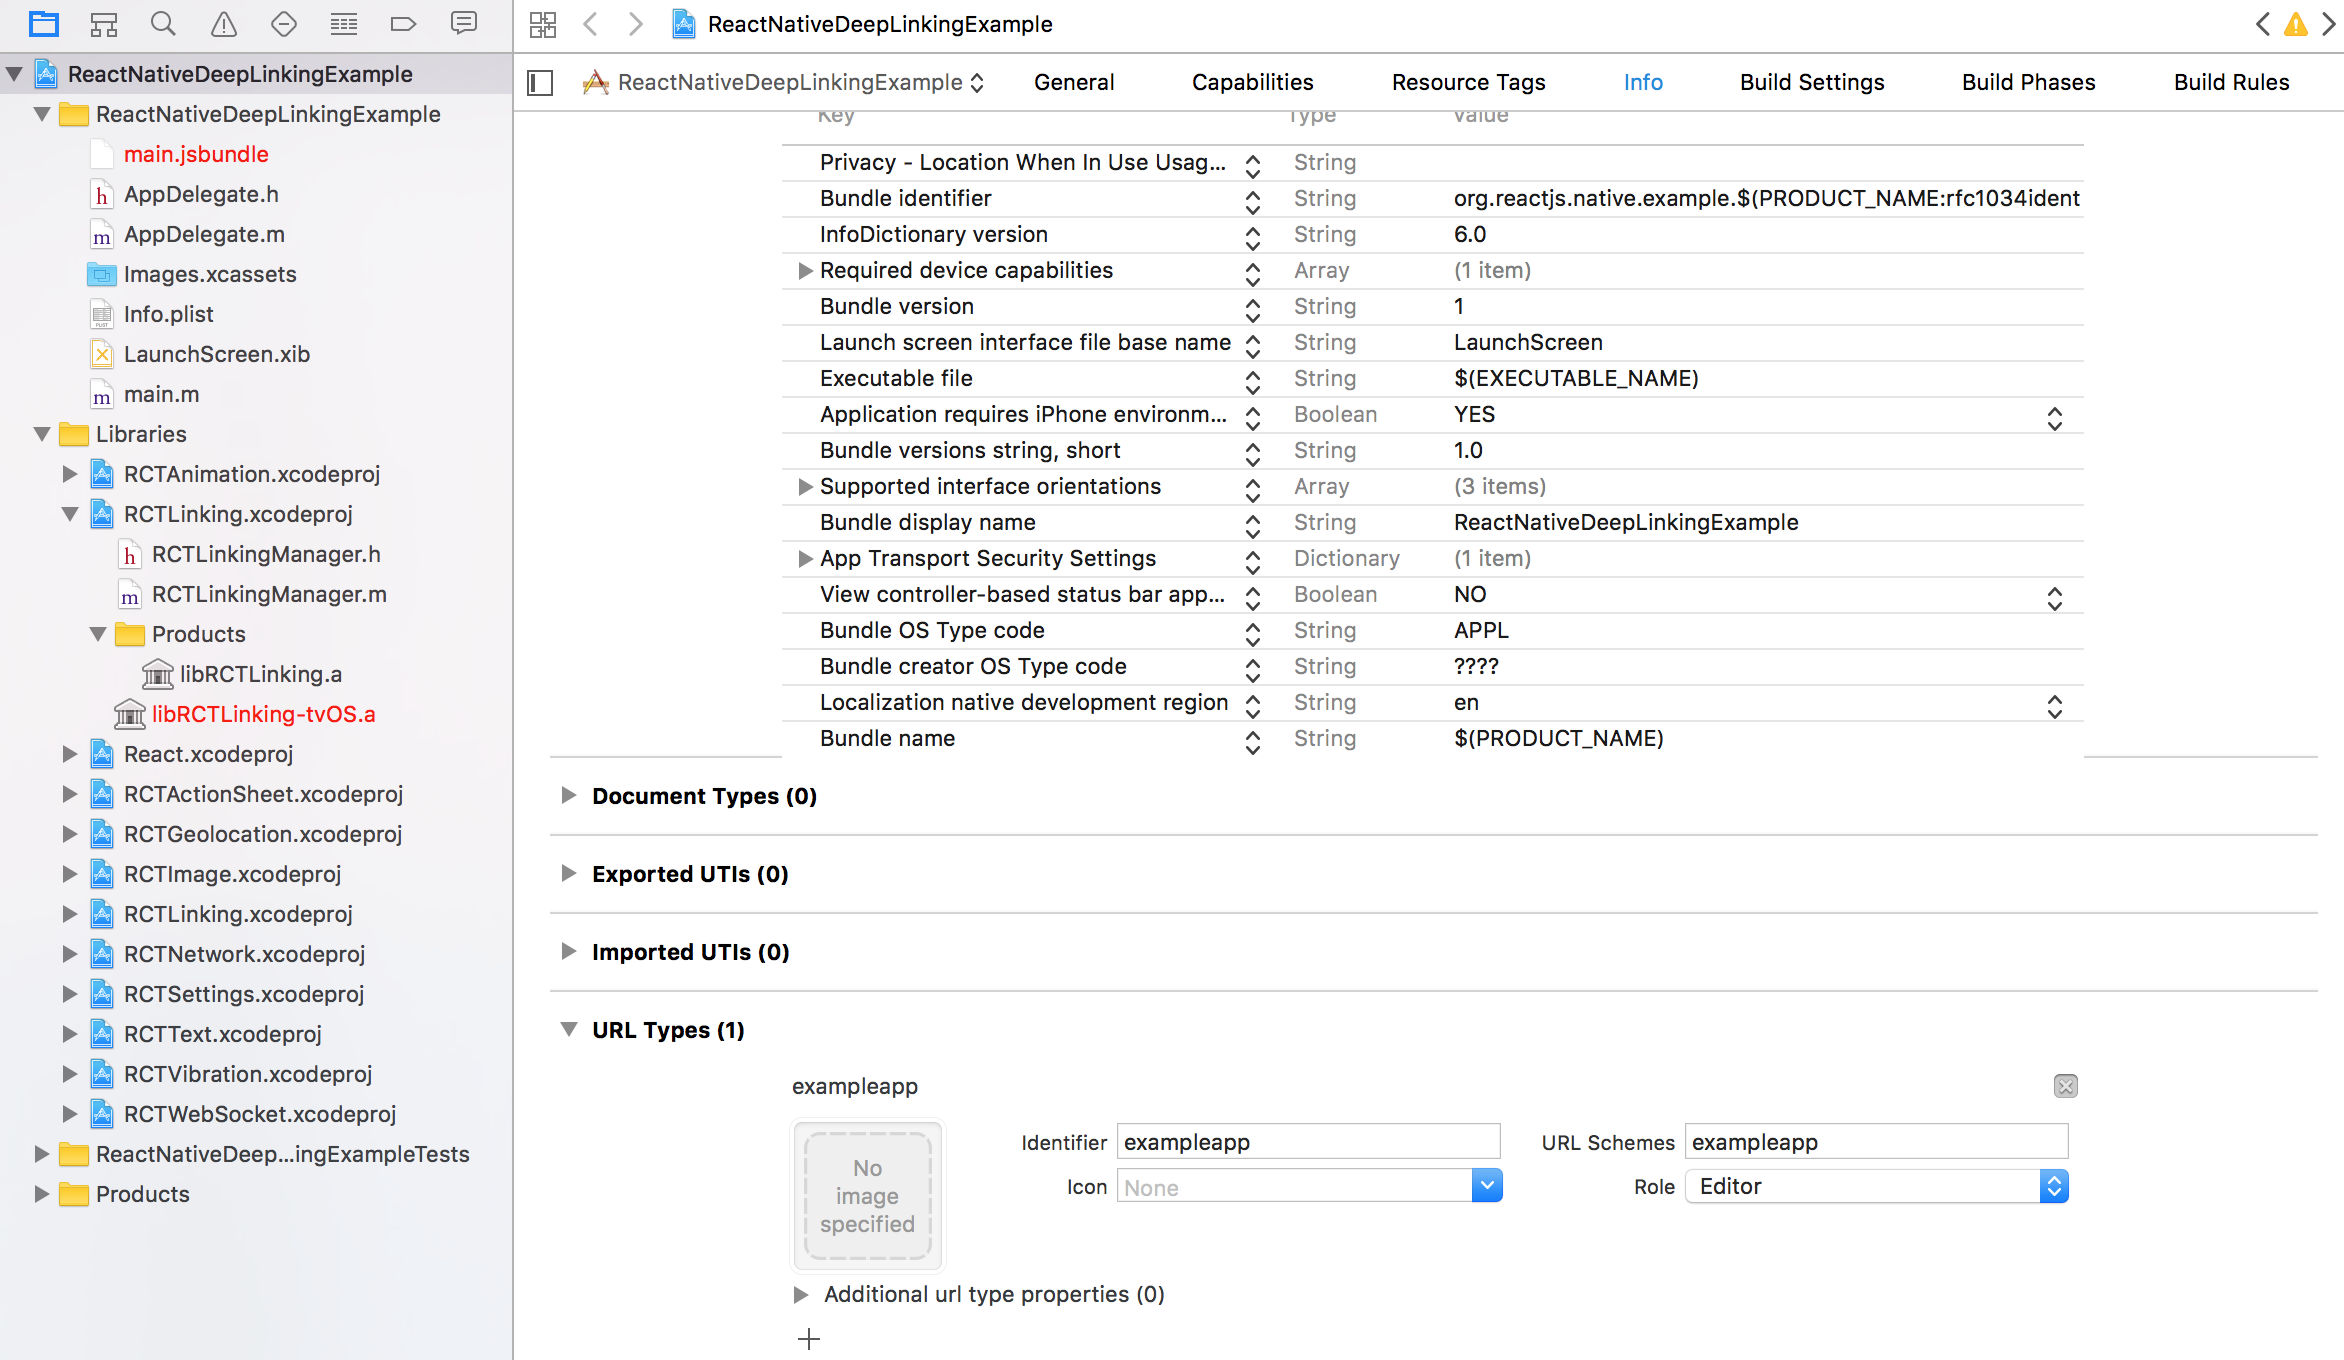 ReactNativeDeepLinkingExample
ReactNativeDeepLinkingExample
main.jsbundle
AppDelegate.h
AppDelegate.m
Images.xcassets
Info.plist
LaunchScreen.xib
main.m
Libraries
RCTAnimation.xcodeproj
RCTLinking.xcodeproj
RCTLinkingManager.h
RCTLinkingManager.m
Products
libRCTLinking.a
libRCTLinking-tvOS.a
React.xcodeproj
RCTActionSheet.xcodeproj
RCTGeolocation.xcodeproj
RCTImage.xcodeproj
RCTLinking.xcodeproj
RCTNetwork.xcodeproj
RCTSettings.xcodeproj
RCTText.xcodeproj
RCTVibration.xcodeproj
RCTWebSocket.xcodeproj
ReactNativeDeep...ingExampleTests
Products
ReactNativeDeepLinkingExample
ReactNativeDeepLinkingExample General Capabilities Resource Tags Info Build Settings Build Phases Build Rules
Key Type Value
Privacy - Location When In Use Usag... String
Bundle identifier String org.reactjs.native.example.$(PRODUCT_NAME:rfc1034ident
InfoDictionary version String 6.0
Required device capabilities Array (1 item)
Bundle version String 1
Launch screen interface file base name String LaunchScreen
Executable file String $(EXECUTABLE_NAME)
Application requires iPhone environm... Boolean YES
Bundle versions string, short String 1.0
Supported interface orientations Array (3 items)
Bundle display name String ReactNativeDeepLinkingExample
App Transport Security Settings Dictionary (1 item)
View controller-based status bar app... Boolean NO
Bundle OS Type code String APPL
Bundle creator OS Type code String ????
Localization native development region String en
Bundle name String $(PRODUCT_NAME)
Document Types (0)
Exported UTIs (0)
Imported UTIs (0)
URL Types (1)
exampleapp
No
image
specified
Identifier exampleapp URL Schemes exampleapp
Icon None Role Editor
Additional url type properties (0)